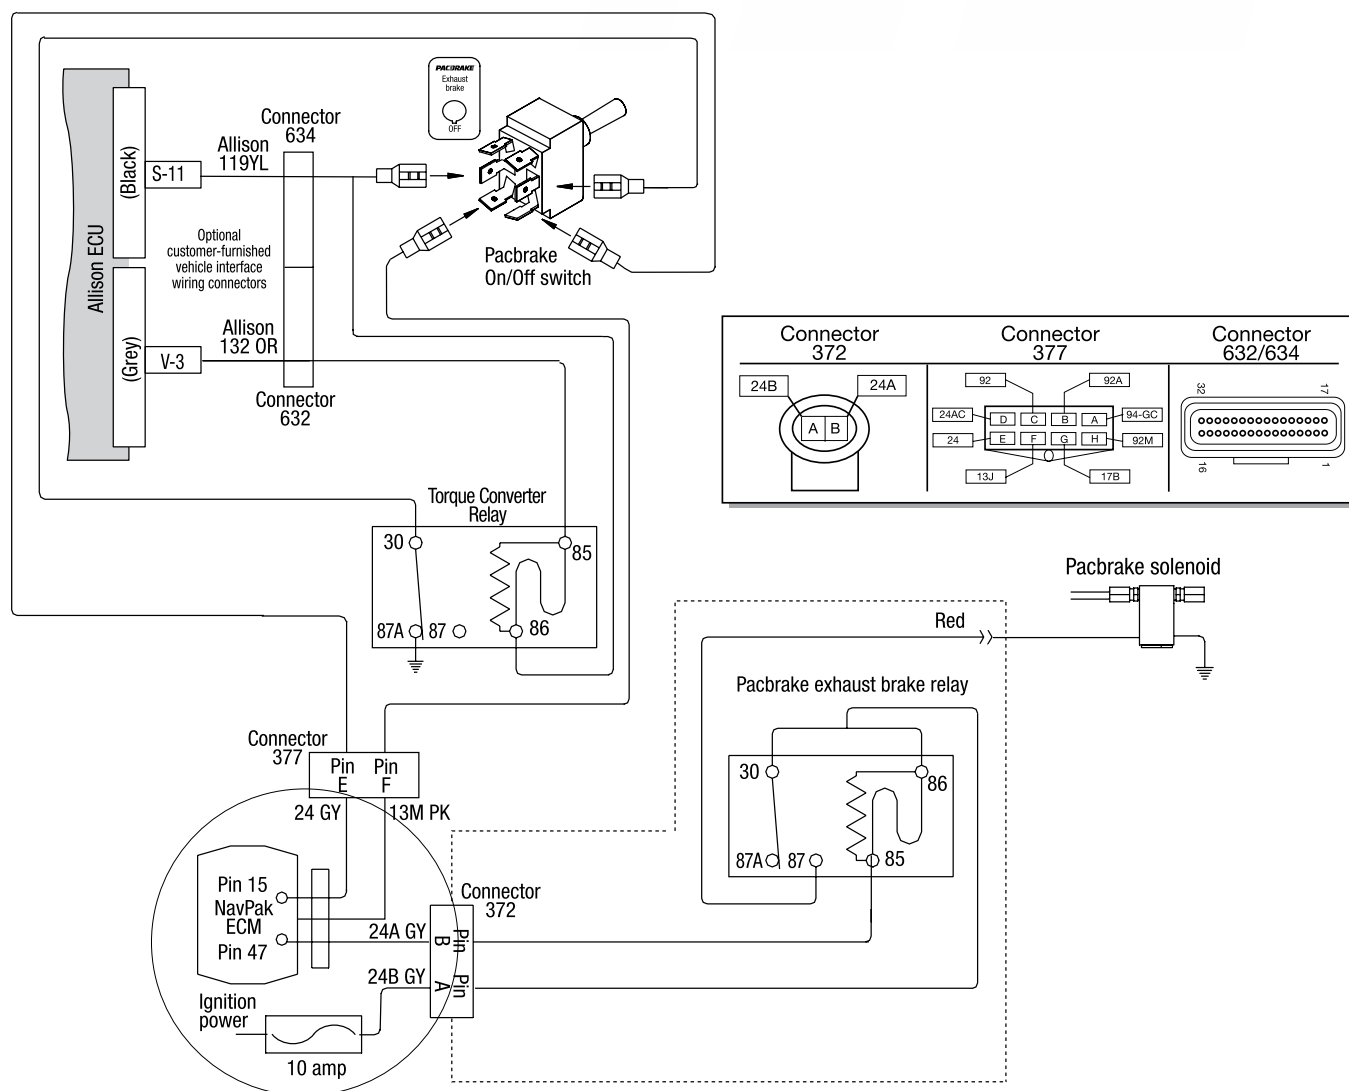 PACBRAKE
Exhaust
brake
OFF
Connector
634
Allison
119YL
(Black)
S-11
Allison ECU
Optional
customer-furnished
vehicle interface
wiring connectors
Pacbrake
On/Off switch
Allison
132 OR
(Grey)
V-3
Connector
632
Connector
372
24B
24A
A
B
Connector
377
92
92A
24AC
D
C
B
A
94-GC
24
E
F
G
H
92M
13J
17B
Connector
632/634
32
17
16
1
Torque Converter
Relay
30
85
87A
87
86
Pacbrake solenoid
Red
Pacbrake exhaust brake relay
30
86
87A
87
85
Connector
377
Pin
E
Pin
F
24 GY
13M PK
Pin 15
NavPak
ECM
Pin 47
Connector
372
24A GY
Pin
B
24B GY
Pin
A
Ignition
power
10 amp